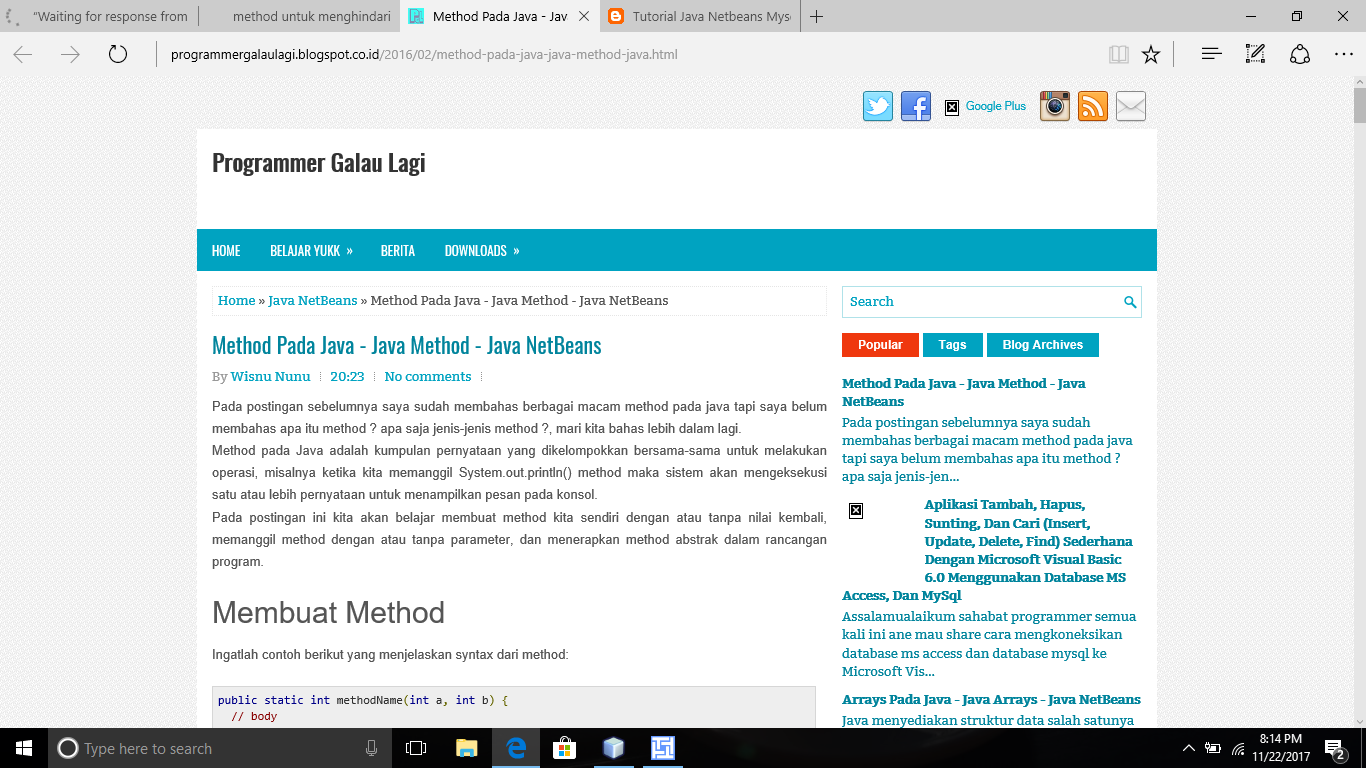 "Waiting for response from
method untuk menghindari
Method Pada Java - Jav
Tutorial Java Netbeans Mysq
programmergalaulagi.blogspot.co.id/2016/02/method-pada-java-java-method-java.html
Google Plus
Programmer Galau Lagi
HOME BELAJAR YUKK » BERITA DOWNLOADS »
Home » Java NetBeans » Method Pada Java - Java Method - Java NetBeans
Method Pada Java - Java Method - Java NetBeans
By Wisnu Nunu 20:23 No comments
Pada postingan sebelumnya saya sudah membahas berbagai macam method pada java tapi saya belum
membahas apa itu method ? apa saja jenis-jenis method ?, mari kita bahas lebih dalam lagi.
Method pada Java adalah kumpulan pernyataan yang dikelompokkan bersama-sama untuk melakukan
operasi, misalnya ketika kita memanggil System.out.println() method maka sistem akan mengeksekusi
satu atau lebih pernyataan untuk menampilkan pesan pada konsol.
Pada postingan ini kita akan belajar membuat method kita sendiri dengan atau tanpa nilai kembali,
memanggil method dengan atau tanpa parameter, dan menerapkan method abstrak dalam rancangan
program.
Membuat Method
Ingatlah contoh berikut yang menjelaskan syntax dari method:
public static int methodName(int a, int b) {
// body
Search
Popular Tags Blog Archives
Method Pada Java - Java Method - Java
NetBeans
Pada postingan sebelumnya saya sudah
membahas berbagai macam method pada java
tapi saya belum membahas apa itu method ?
apa saja jenis-jen...
Aplikasi Tambah, Hapus,
Sunting, Dan Cari (Insert,
Update, Delete, Find) Sederhana
Dengan Microsoft Visual Basic
6.0 Menggunakan Database MS
Access, Dan MySql
Assalamualaikum sahabat programmer semua
kali ini ane mau share cara mengkoneksikan
database ms access dan database mysql ke
Microsoft Vis...
Arrays Pada Java - Java Arrays - Java NetBeans
Java menyediakan struktur data salah satunya
Type here to search
8:14 PM
11/22/2017
2